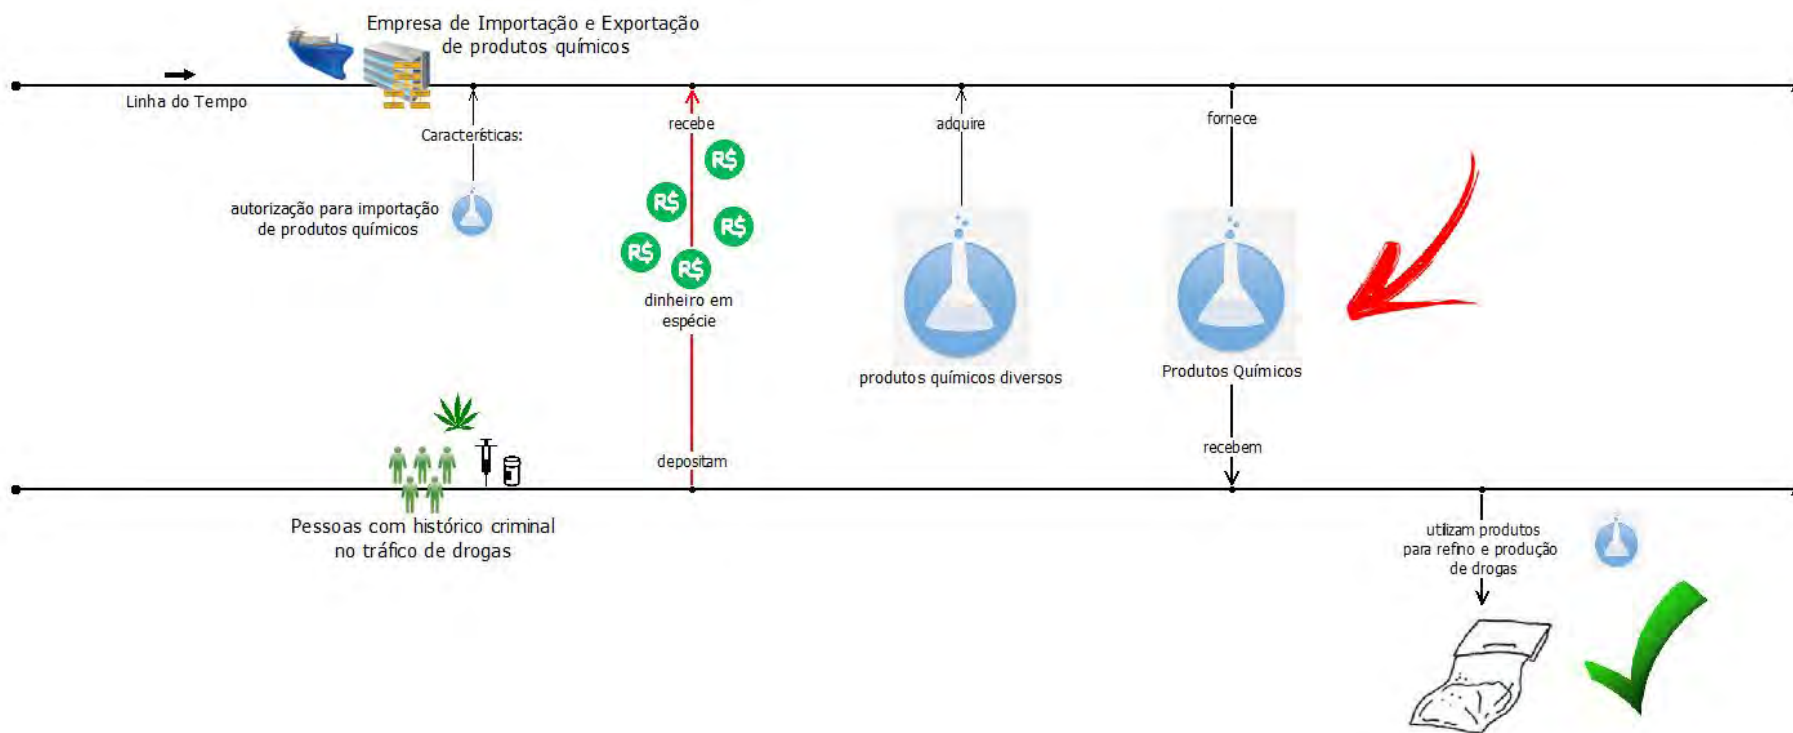 Empresa de Importação e Exportação
de produtos químicos
Linha do Tempo
Características:
autorização para importação
de produtos químicos
recebe
R$
R$
R$
R$
R$
dinheiro em
espécie
depositam
adquire
produtos químicos diversos
fornece
Produtos Químicos
recebem
Pessoas com histórico criminal
no tráfico de drogas
utilizam produtos
para refino e produção
de drogas